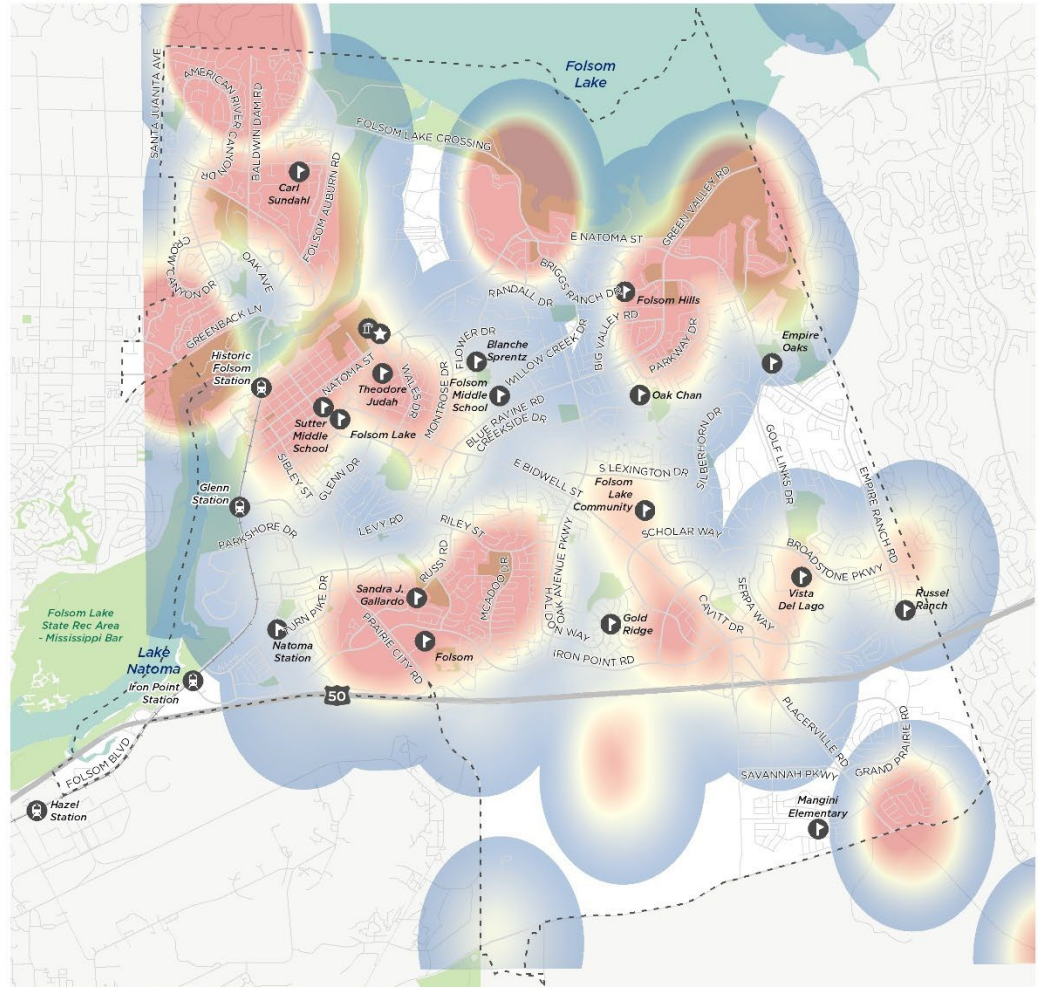 Folsom
Lake
SANTA JUANITA AVE
AMERICAN RIVER
CANYON DR
BALDWIN DAM RD
FOLSOM LAKE CROSSING
Carl
Sundahl
FOLSOM AUBURN RD
GREEN VALLEY RD
E NATOMA ST
CROW CANYON DR
OAK AVE
BRIGGS RANCH DR
RANDALL DR
Folsom Hills
GREENBACK LN
FLOWER DR
Blanche
Sprentz
WILLOW CREEK DR
BIG VALLEY RD
PARKWAY DR
Empire
Oaks
Historic
Folsom
Station
NATOMA ST
Theodore
Judah
WALES DR
MONTROSE DR
Folsom
Middle
School
Oak Chan
Sutter
Middle
School
Folsom Lake
BLUE RAVINE RD
CREEKSIDE DR
SILBERHORN DR
GOLF LINKS DR
SIBLEY ST
GLENN DR
E BIDWELL ST
S LEXINGTON DR
Folsom
Lake
Community
EMPIRE RANCH RD
Glenn
Station
PARKSHORE DR
LEVY RD
RILEY ST
SCHOLAR WAY
BROADSTONE PKWY
RUSSI RD
MCADOO DR
OAK AVENUE PKWY
HALDON WAY
Sandra J.
Gallardo
Vista
Del Lago
SERPA WAY
CAVITT DR
Russel
Ranch
TURN PIKE DR
Natoma
Station
PRAIRIE CITY RD
Folsom
Gold
Ridge
IRON POINT RD
Folsom Lake
State Rec Area
- Mississippi Bar
Lake
Natoma
Iron Point
Station
50
PLACERVILLE RD
GRAND PRAIRIE RD
FOLSOM BLVD
SAVANNAH PKWY
Hazel
Station
Mangini
Elementary